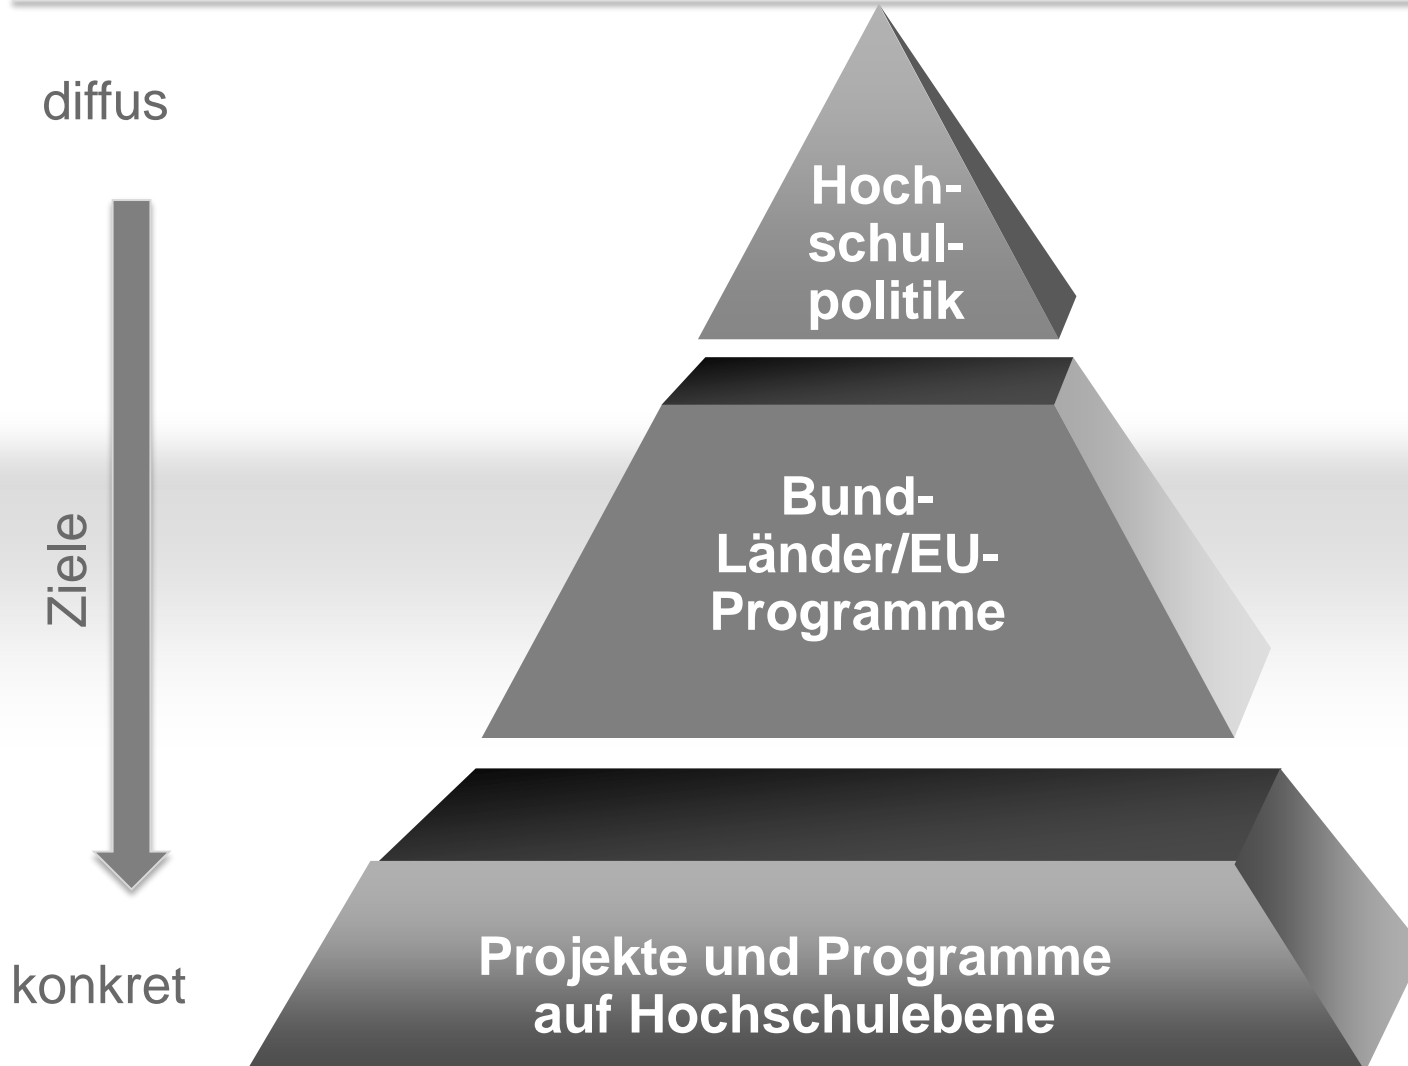 diffus
Hoch-
schul-
politik
Ziele
Bund-
Länder/EU-
Programme
Projekte und Programme
auf Hochschulebene
konkret